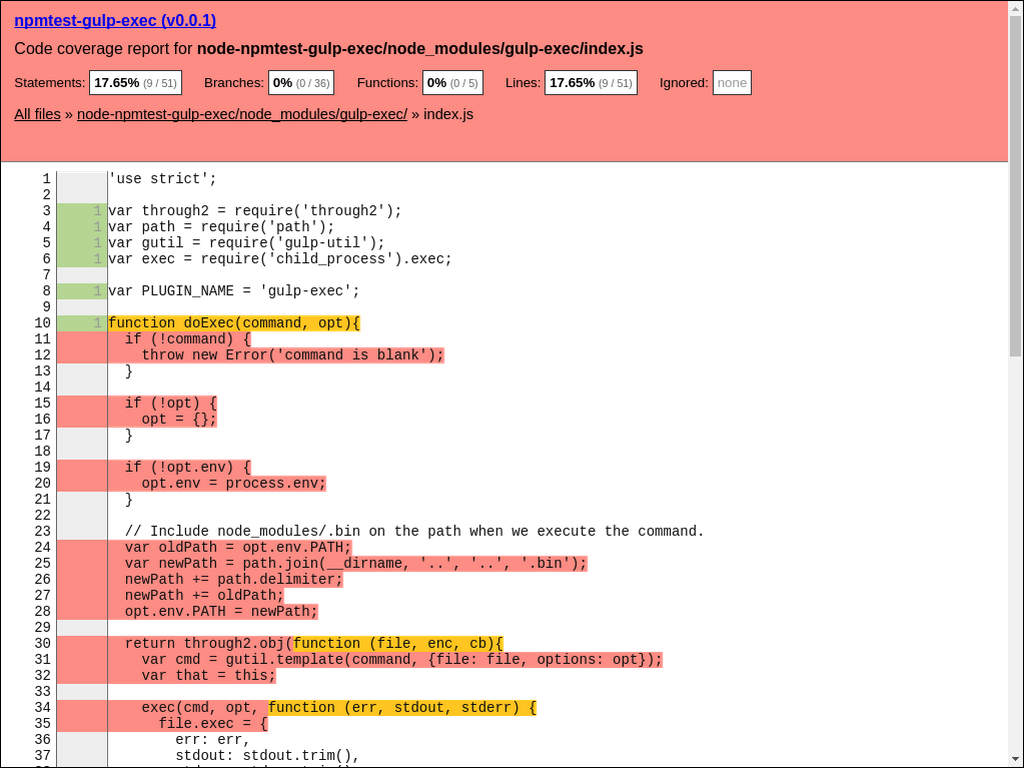 npmtest-gulp-exec (v0.0.1)
Code coverage report for node-npmtest-gulp-exec/node_modules/gulp-exec/index.js
Statements: 17.65% (9 / 51) Branches: 0% (0 / 36) Functions: 0% (0 / 5) Lines: 17.65% (9 / 51) Ignored: none
All files » node-npmtest-gulp-exec/node_modules/gulp-exec/ » index.js
1 'use strict';
2
3 1 var through2 = require('through2');
4 1 var path = require('path');
5 1 var gutil = require('gulp-util');
6 1 var exec = require('child_process').exec;
7
8 1 var PLUGIN_NAME = 'gulp-exec';
9
10 1 function doExec(command, opt){
11   if (!command) {
12     throw new Error('command is blank');
13   }
14
15   if (!opt) {
16     opt = {};
17   }
18
19   if (!opt.env) {
20     opt.env = process.env;
21   }
22
23   // Include node_modules/.bin on the path when we execute the command.
24   var oldPath = opt.env.PATH;
25   var newPath = path.join(__dirname, '..', '..', '.bin');
26   newPath += path.delimiter;
27   newPath += oldPath;
28   opt.env.PATH = newPath;
29
30   return through2.obj(function (file, enc, cb){
31     var cmd = gutil.template(command, {file: file, options: opt});
32     var that = this;
33
34     exec(cmd, opt, function (err, stdout, stderr) {
35       file.exec = {
36         err: err,
37         stdout: stdout.trim(),